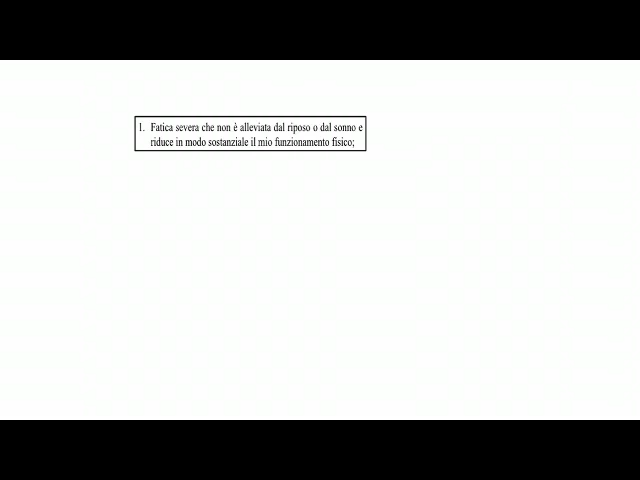 1. Fatica severa che non è alleviata dal riposo o dal sonno e
riduce in modo sostanziale il mio funzionamento fisico;